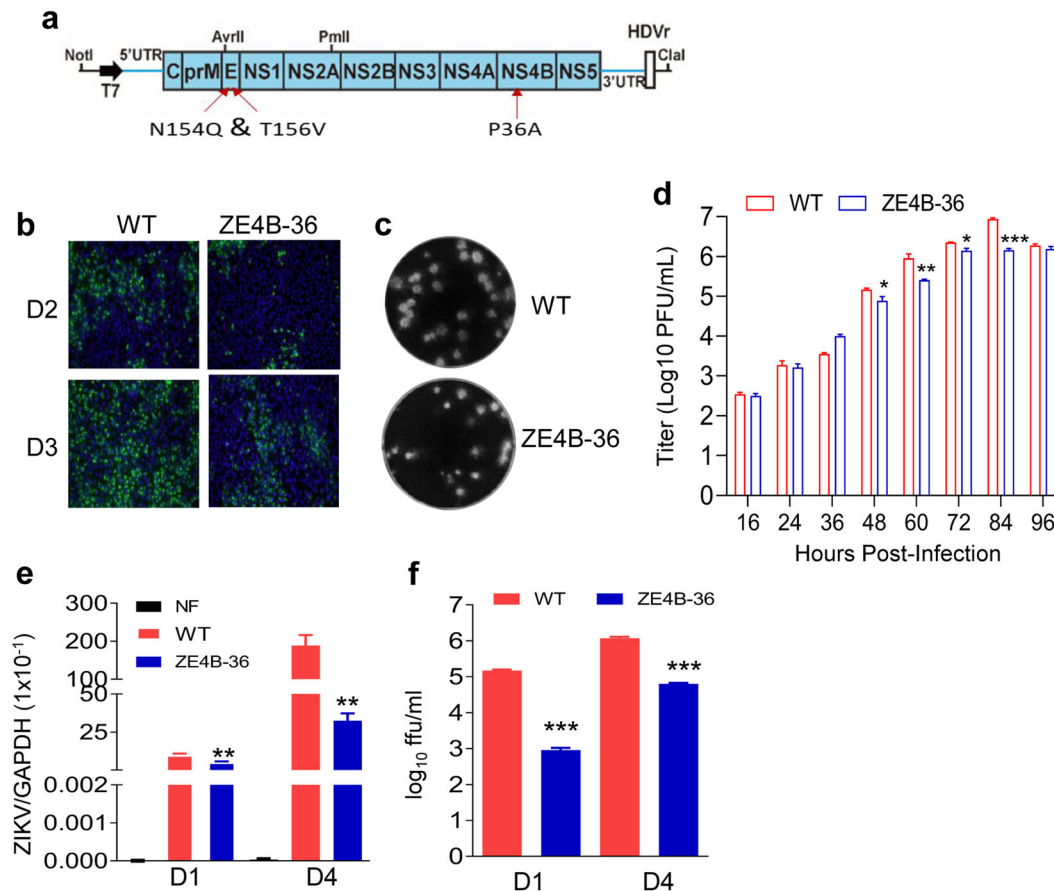 a
AvrII PmlI HDVr
NotI 5'UTR ClaI
C prM E NS1 NS2A NS2B NS3 NS4A NS4B NS5
T7 3'UTR
N154Q & T156V P36A
b
WT ZE4B-36
D2
D3
c
WT
ZE4B-36
d
WT ZE4B-36
Titer (Log10 PFU/mL)
7
6
5
4
3
2
1
0
* ** * ***
16 24 36 48 60 72 84 96
Hours Post-Infection
e
NF
WT
ZE4B-36
ZIKV/GAPDH (1x10⁻¹)
300
200
100
50
25
0.002
0.001
0.000
** **
D1 D4
f
WT ZE4B-36
log₁₀ ffu/ml
7
6
5
4
3
2
1
0
*** ***
D1 D4